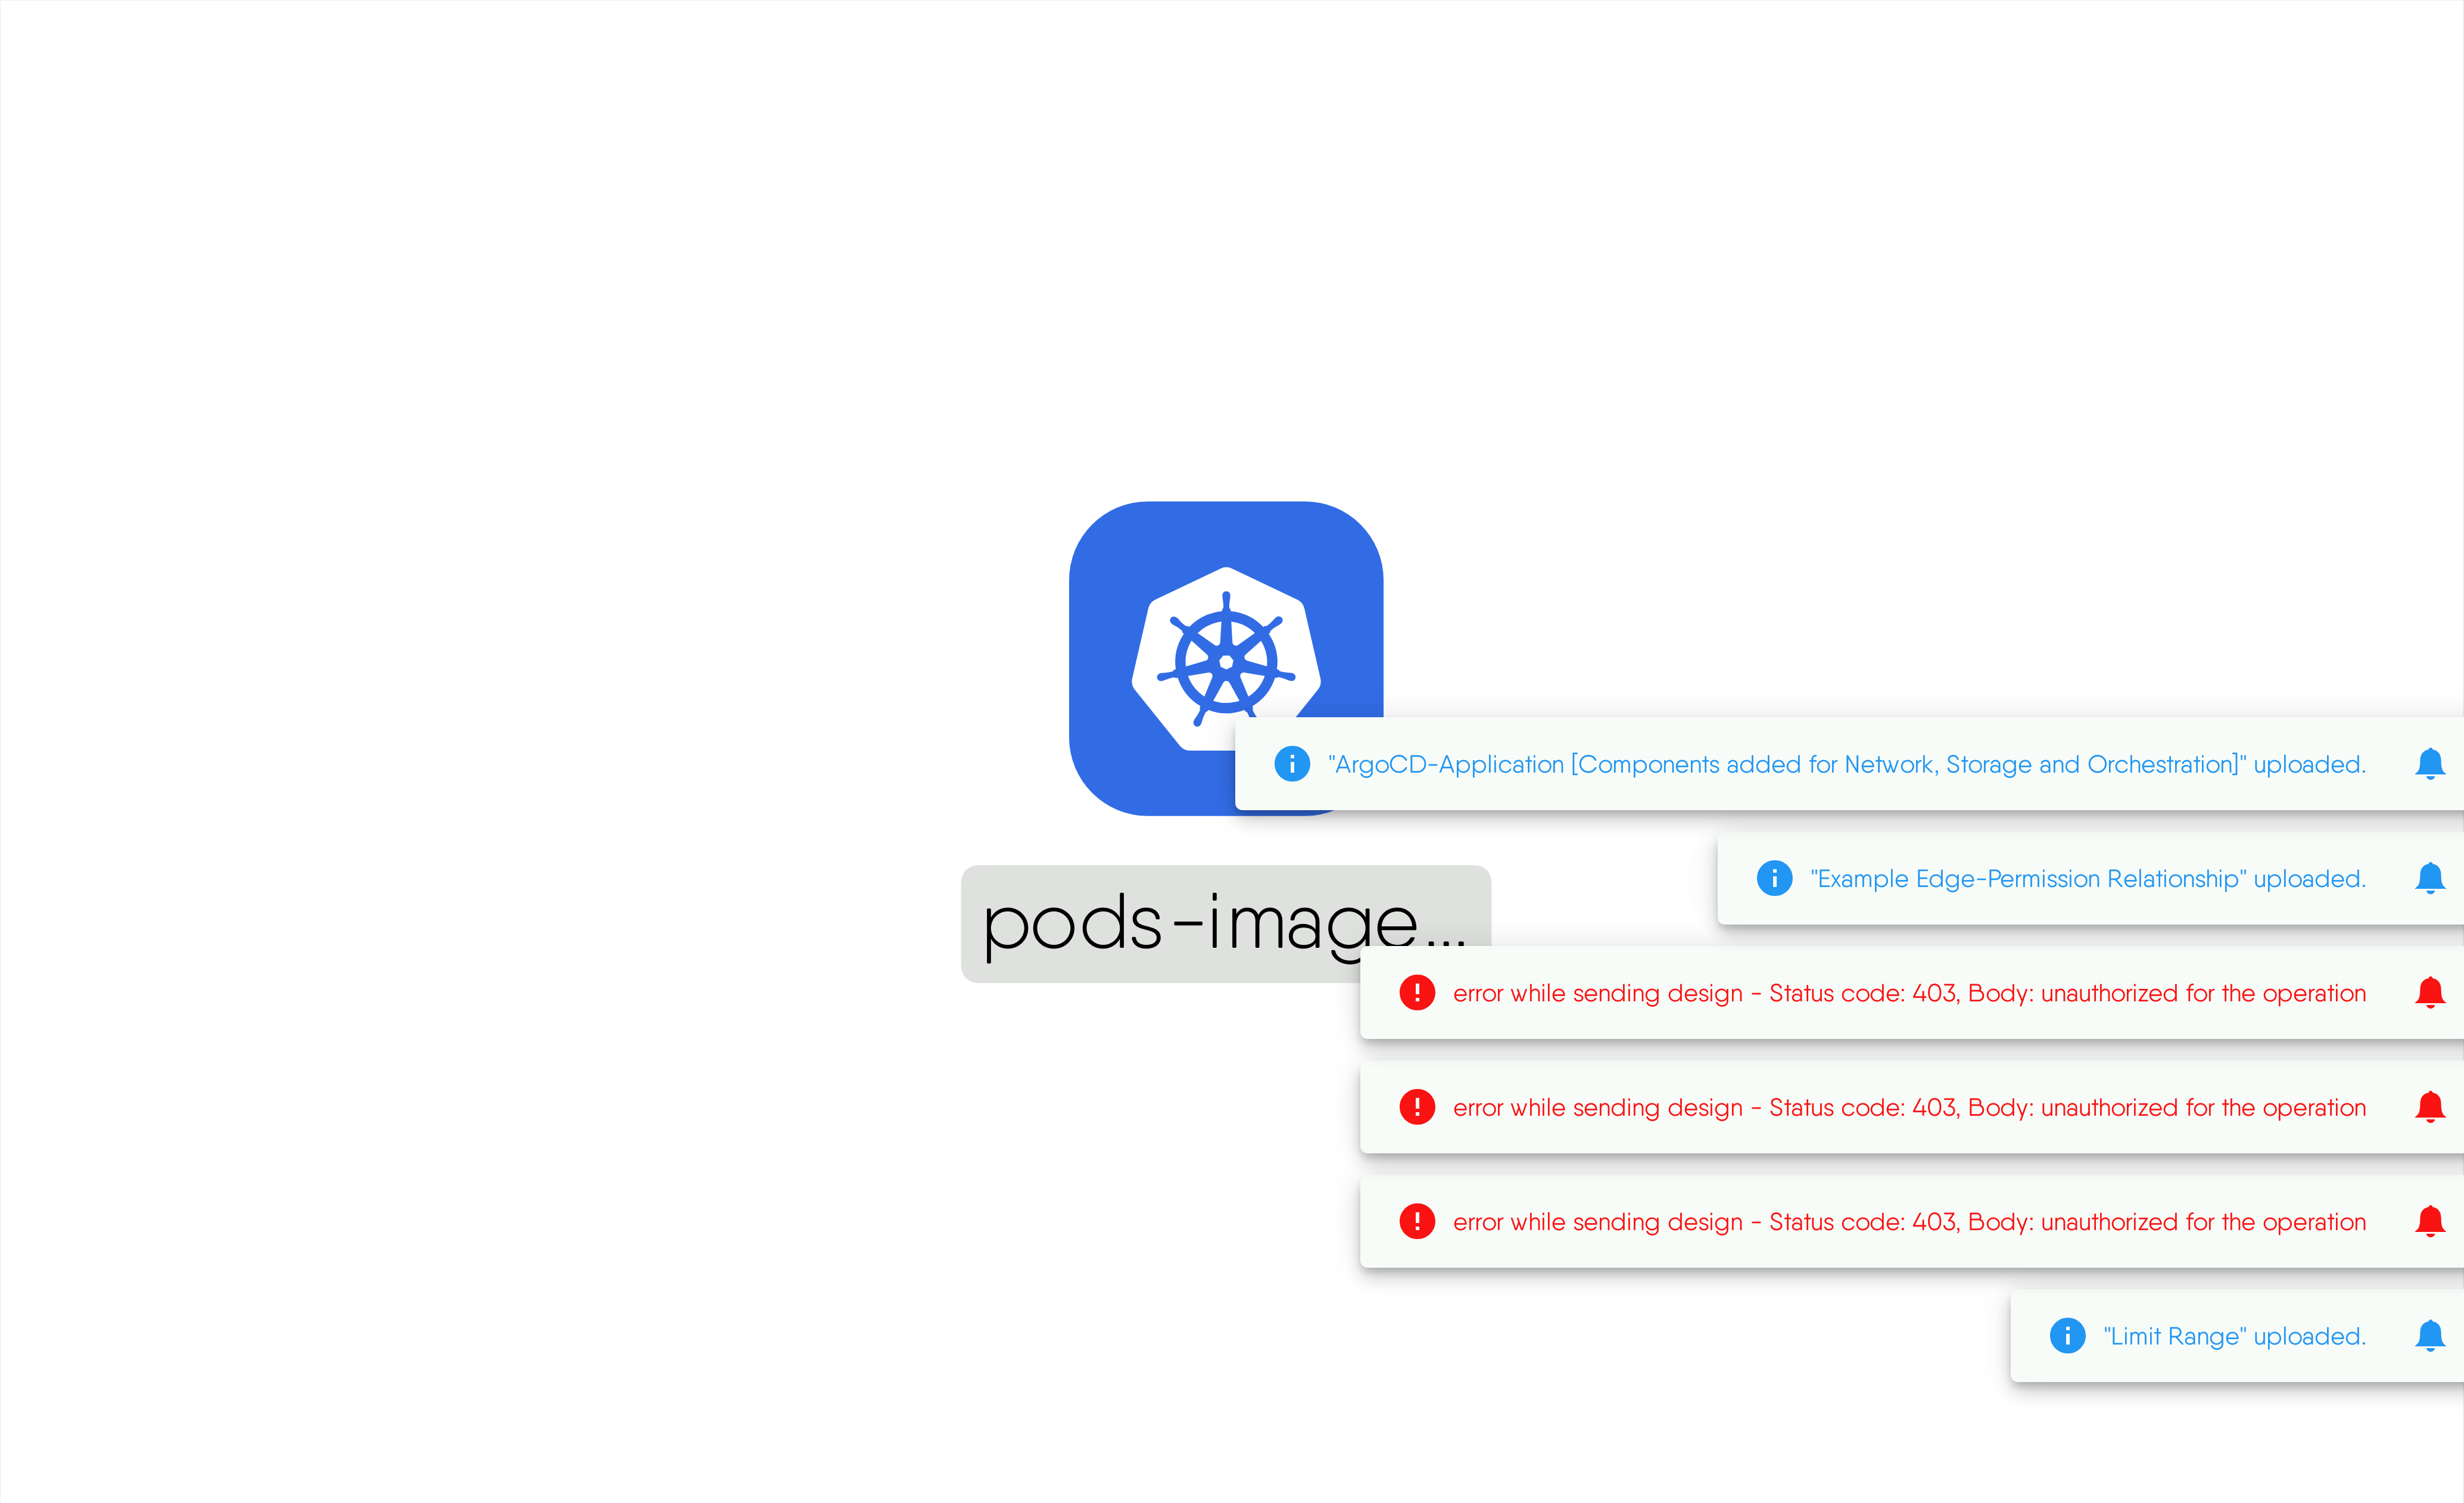 "ArgoCD-Application [Components added for Network, Storage and Orchestration]" uploaded.
"Example Edge-Permission Relationship" uploaded.
pods-image...
error while sending design - Status code: 403, Body: unauthorized for the operation
error while sending design - Status code: 403, Body: unauthorized for the operation
error while sending design - Status code: 403, Body: unauthorized for the operation
"Limit Range" uploaded.